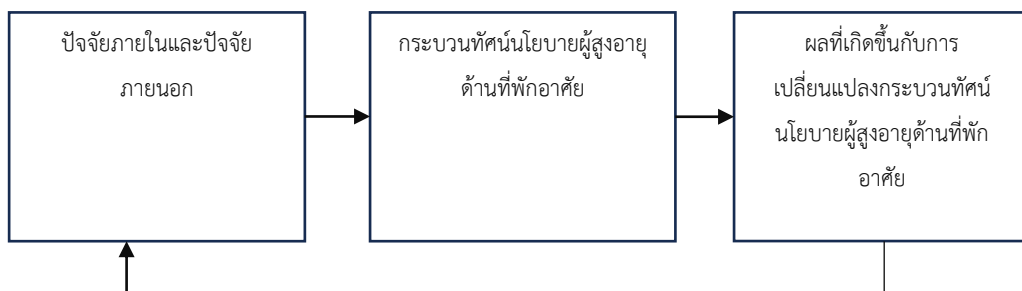 ปัจจัยภายในและปัจจัย
ภายนอก
กระบวนทัศน์นโยบายผู้สูงอายุ
ด้านที่พักอาศัย
ผลที่เกิดขึ้นกับการ
เปลี่ยนแปลงกระบวนทัศน์
นโยบายผู้สูงอายุด้านที่พัก
อาศัย